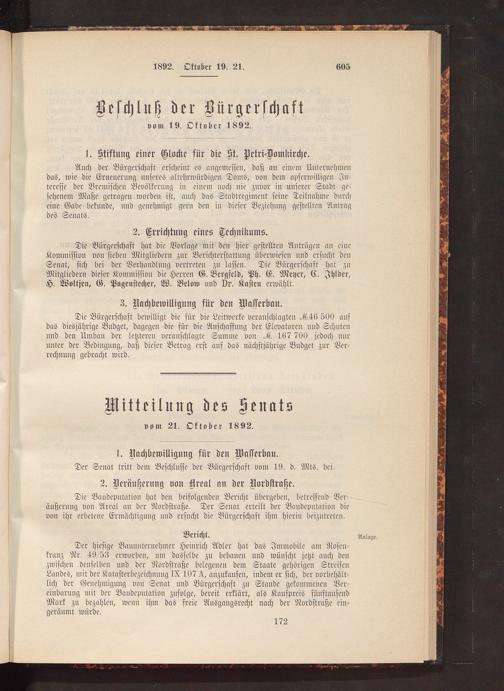 1892. Oktober 19. 21. 605
Beschluß der Bürgerschaft
vom 19. Oktober 1892.
1. Stiftung einer Glocke für die St. Petri-Domkirche.
Auch der Bürgerschaft erscheint es angemessen, daß an einem Unternehmen
das, wie die Erneuerung unseres altehrwürdigen Doms, von dem opferwilligen In-
teresse der Bremischen Bevölkerung in einem noch nie zuvor in unserer Stadt ge-
sehenem Maße getragen worden ist, auch das Stadtregiment seine Teilnahme durch
eine Gabe bekunde, und genehmigt gern den in dieser Beziehung gestellten Antrag
des Senats.
2. Errichtung eines Technikums.
Die Bürgerschaft hat die Vorlage mit den hier gestellten Anträgen an eine
Kommission von sieben Mitgliedern zur Berichterstattung überwiesen und ersucht den
Senat, sich bei der Verhandlung vertreten zu lassen. Die Bürgerschaft hat zu
Mitgliedern dieser Kommission die Herren G. Bergfeld, Ph. C. Meyer, C. Ihlder,
H. Woltjen, G. Pagenstecher, W. Below und Dr. Kasten erwählt.
3. Nachbewilligung für den Wasserbau.
Die Bürgerschaft bewilligt die für die Leitwerke veranschlagten ℳ 46 500 auf
das diesjährige Budget, dagegen die für die Anschaffung der Elevatoren und Schuten
und den Umbau der letzteren veranschlagte Summe von ℳ. 167 700 jedoch nur
unter der Bedingung, daß dieser Betrag erst auf das nächstjährige Budget zur Ver-
rechnung gebracht wird.
Mitteilung des Senats
vom 21. Oktober 1892.
1. Nachbewilligung für den Wasserbau.
Der Senat tritt dem Beschlusse der Bürgerschaft vom 19. d. Mts. bei.
2. Veräußerung von Areal an der Nordstraße.
Die Baudeputation hat den beifolgenden Bericht übergeben, betreffend Ver-
äußerung von Areal an der Nordstraße. Der Senat erteilt der Baudeputation die
von ihr erbetene Ermächtigung und ersucht die Bürgerschaft ihm hierin beizutreten.
Bericht. Anlage.
Der hiesige Bauunternehmer Heinrich Adler hat das Immobile am Rosen-
kranz Nr. 49/53 erworben, um dasselbe zu bebauen und wünscht jetzt auch den
zwischen denselben und der Nordstraße belegenen dem Staate gehörigen Streifen
Landes, mit der Katasterbezeichnung IX 107 A, anzukaufen, indem er sich, der vorbehält-
lich der Genehmigung von Senat und Bürgerschaft zu Stande gekommenen Ver-
einbarung mit der Baudeputation zufolge, bereit erklärt, als Kaufpreis fünftausend
Mark zu bezahlen, wenn ihm das freie Ausgangsrecht nach der Nordstraße ein-
geräumt würde.
172